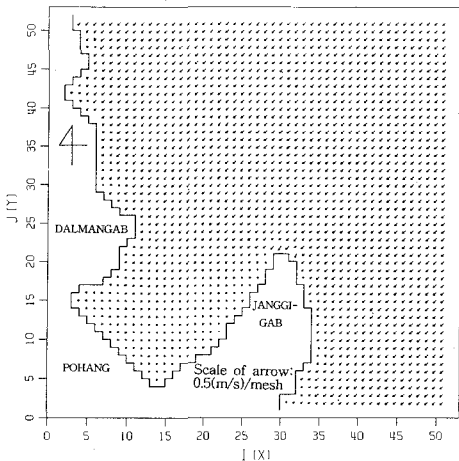 50
45
40
35
30
25
20
15
10
5
0
J [Y]
DALMANGAB
JANGGI-
GAB
POHANG
Scale of arrow:
0.5(m/s)/mesh
0 5 10 15 20 25 30 35 40 45 50
I [X]